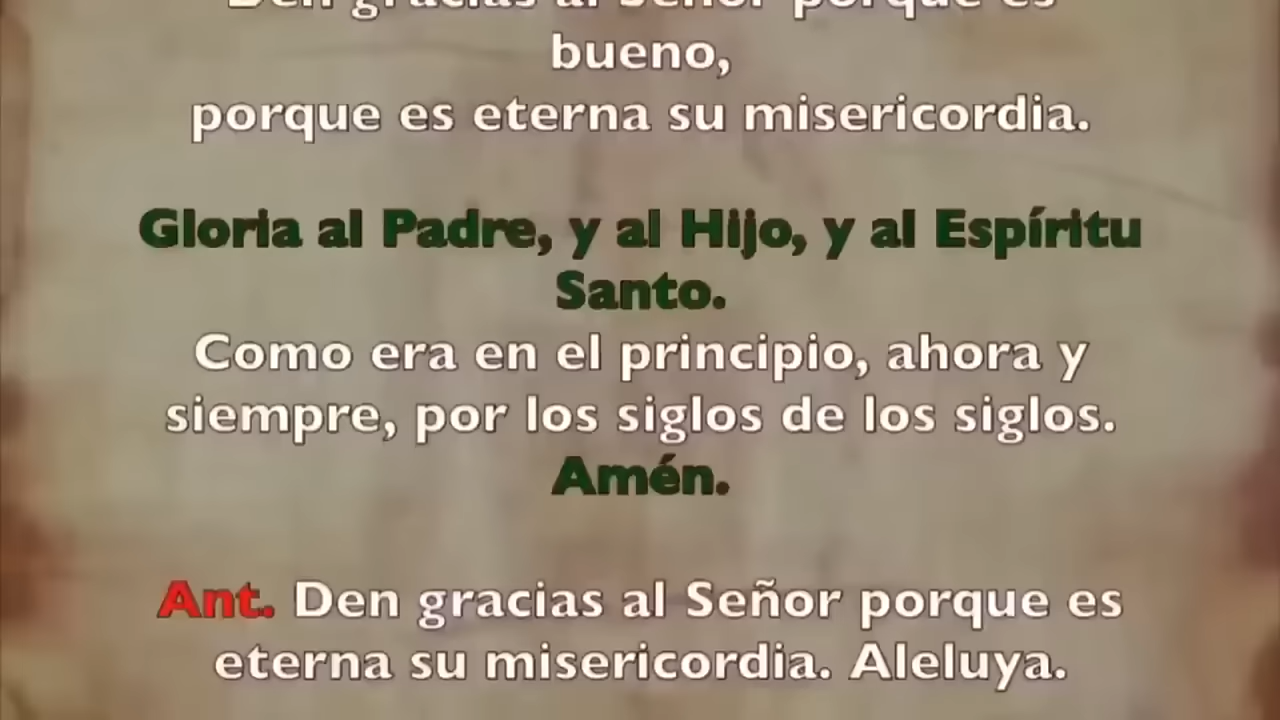 Den gracias al Señor porque es
bueno,
porque es eterna su misericordia.
Gloria al Padre, y al Hijo, y al Espíritu
Santo.
Como era en el principio, ahora y
siempre, por los siglos de los siglos.
Amén.
Ant. Den gracias al Señor porque es
eterna su misericordia. Aleluya.